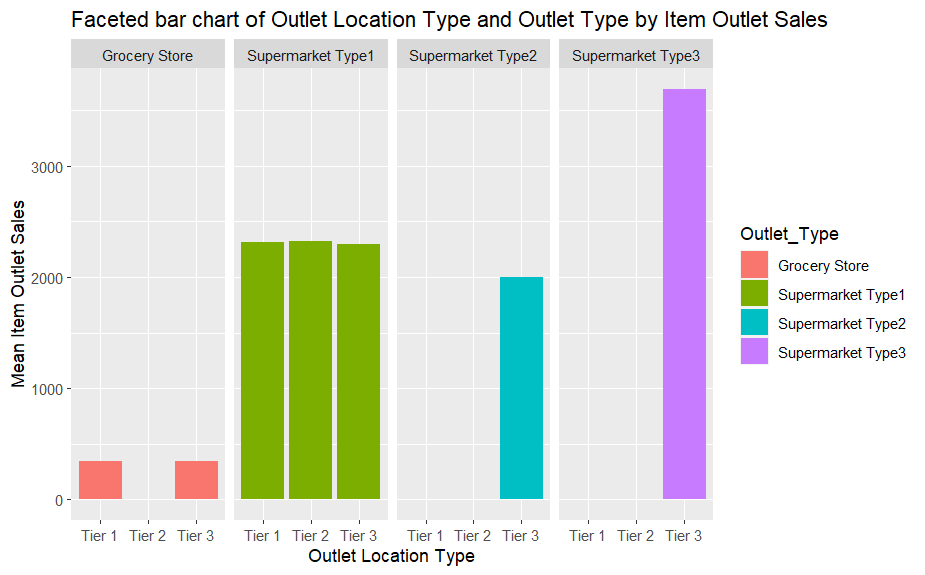 Faceted bar chart of Outlet Location Type and Outlet Type by Item Outlet Sales
Grocery Store
Supermarket Type1
Supermarket Type2
Supermarket Type3
Mean Item Outlet Sales
3000
2000
1000
0
Tier 1 Tier 2 Tier 3
Tier 1 Tier 2 Tier 3
Tier 1 Tier 2 Tier 3
Tier 1 Tier 2 Tier 3
Outlet Location Type
Outlet_Type
Grocery Store
Supermarket Type1
Supermarket Type2
Supermarket Type3